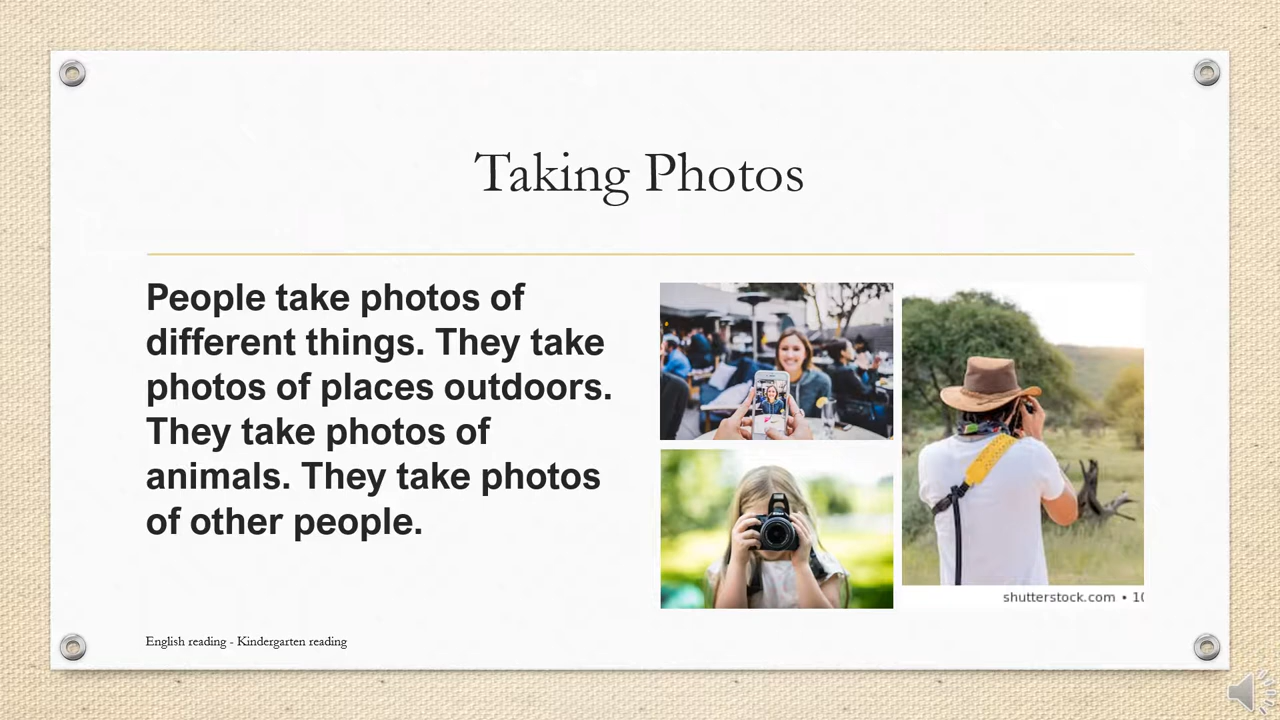 Taking Photos
People take photos of
different things. They take
photos of places outdoors.
They take photos of
animals. They take photos
of other people.
shutterstock.com • 10
English reading - Kindergarten reading